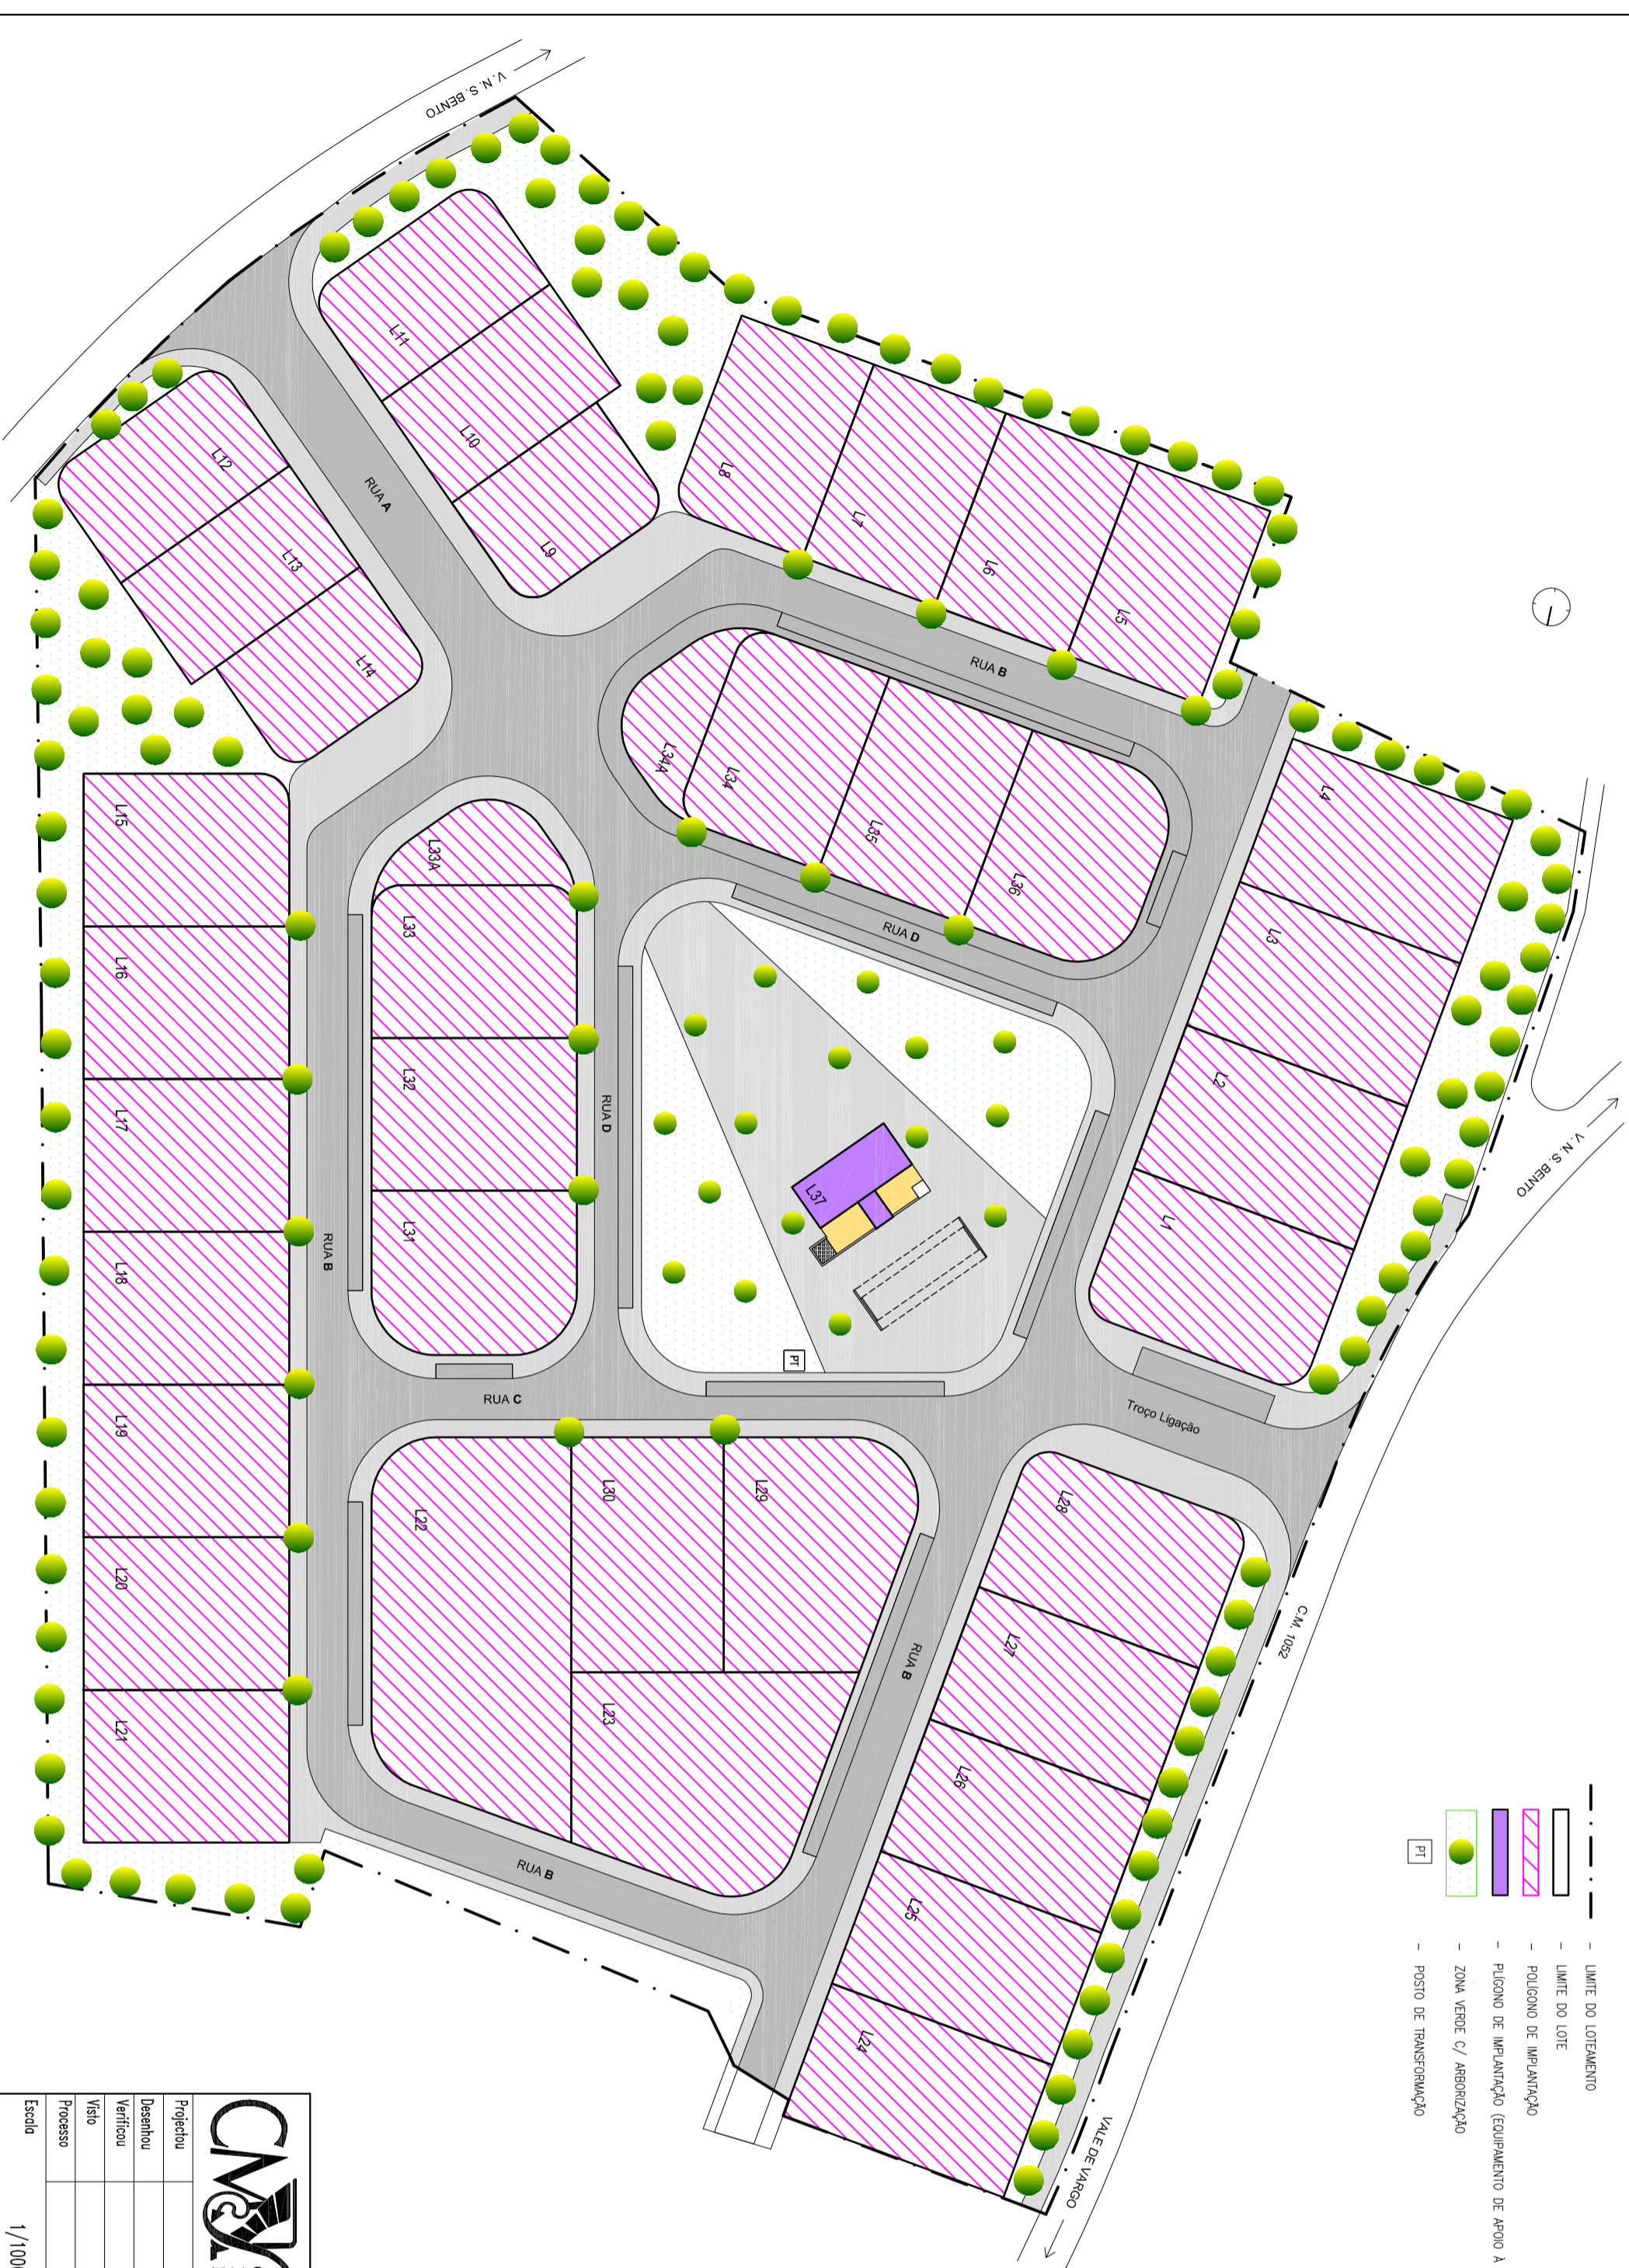 V. N. S. BENTO
L11
L10
L9
L12
L13
L14
RUA A
L8
L7
L6
L5
RUA B
L34A
L34
L35
L36
RUA D
L4
L3
L2
L1
V. N. S. BENTO
L15
L16
L17
L18
L19
L20
L21
L33A
L33
L32
L31
RUA D
RUA B
L37
PT
RUA C
Troço Ligação
L22
L30
L29
L23
RUA B
RUA B
L28
L27
L26
L25
L24
C.M. 1052
VALE DE VARGO
- LIMITE DO LOTEAMENTO
- LIMITE DO LOTE
- POLÍGONO DE IMPLANTAÇÃO
- PLÍGONO DE IMPLANTAÇÃO (EQUIPAMENTO DE APOIO À
- ZONA VERDE C/ ARBORIZAÇÃO
PT - POSTO DE TRANSFORMAÇÃO
Projectou
Desenhou
Verificou
Visto
Processo
Escala 1/100